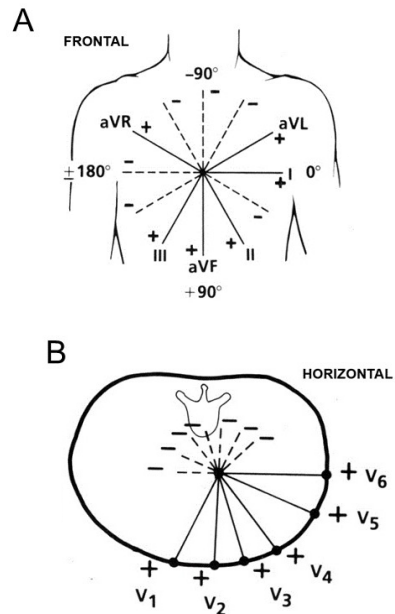 A
FRONTAL
–90°
– – –
aVR + aVL
+
– I
± 180° + 0°
– –
+ + +
III II
aVF
+ 90°
B
HORIZONTAL
– – – – – –
+ V6
+ V5
+ V4
+ V3
+ V2
+ V1